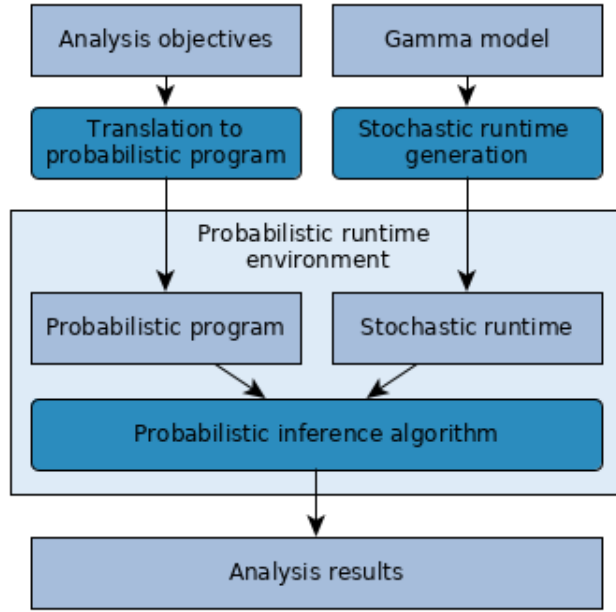 Analysis objectives
Gamma model
Translation to
probabilistic program
Stochastic runtime
generation
Probabilistic runtime
environment
Probabilistic program
Stochastic runtime
Probabilistic inference algorithm
Analysis results